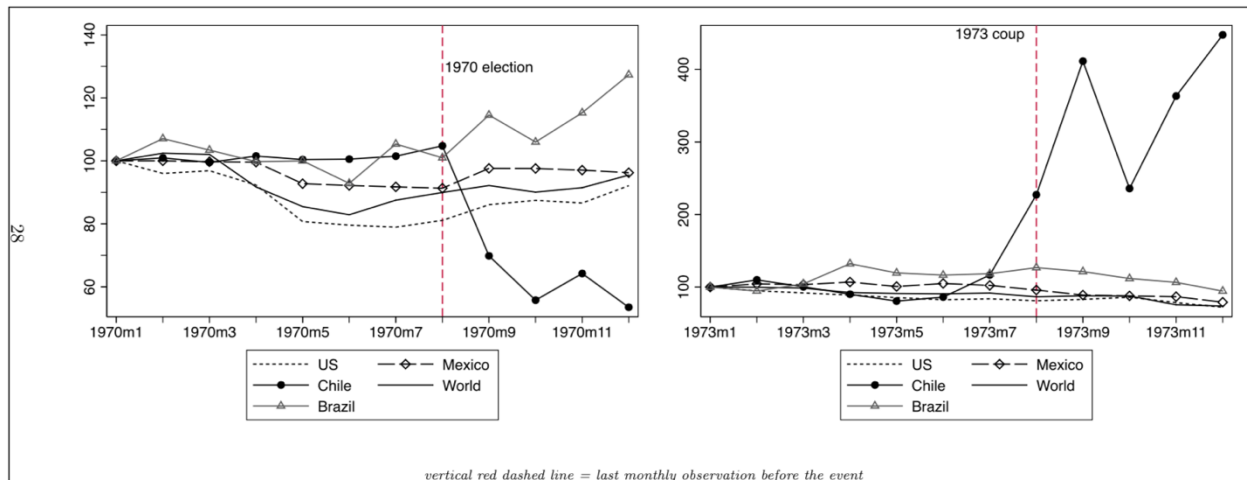 140
120
100
80
60
1970 election
1970m1
1970m3
1970m5
1970m7
1970m9
1970m11
US
Mexico
Chile
World
Brazil
400
300
200
100
1973 coup
1973m1
1973m3
1973m5
1973m7
1973m9
1973m11
US
Mexico
Chile
World
Brazil
28
vertical red dashed line = last monthly observation before the event